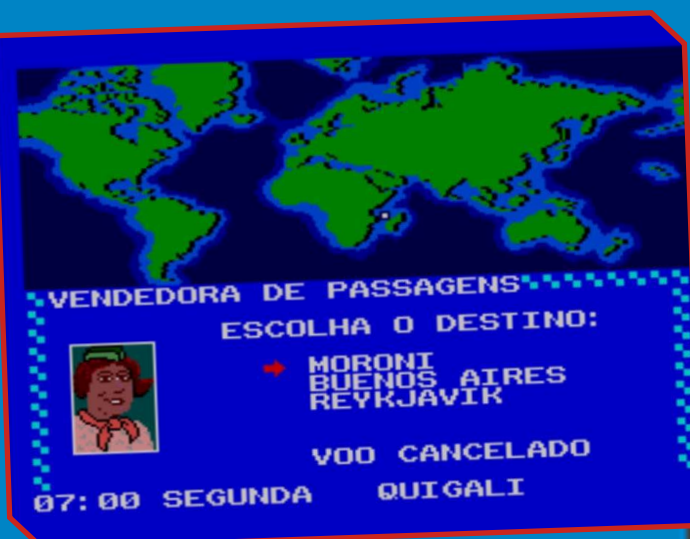 VENDEDORA DE PASSAGENS
ESCOLHA O DESTINO:
MORONI
BUENOS AIRES
REYKJAVIK
VOO CANCELADO
07:00 SEGUNDA QUIGALI